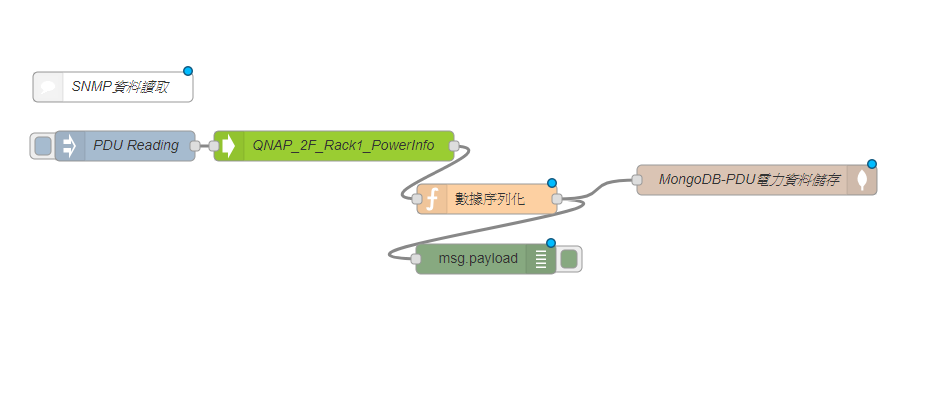 SNMP資料讀取
PDU Reading
QNAP_2F_Rack1_PowerInfo
數據序列化
MongoDB-PDU電力資料儲存
msg.payload